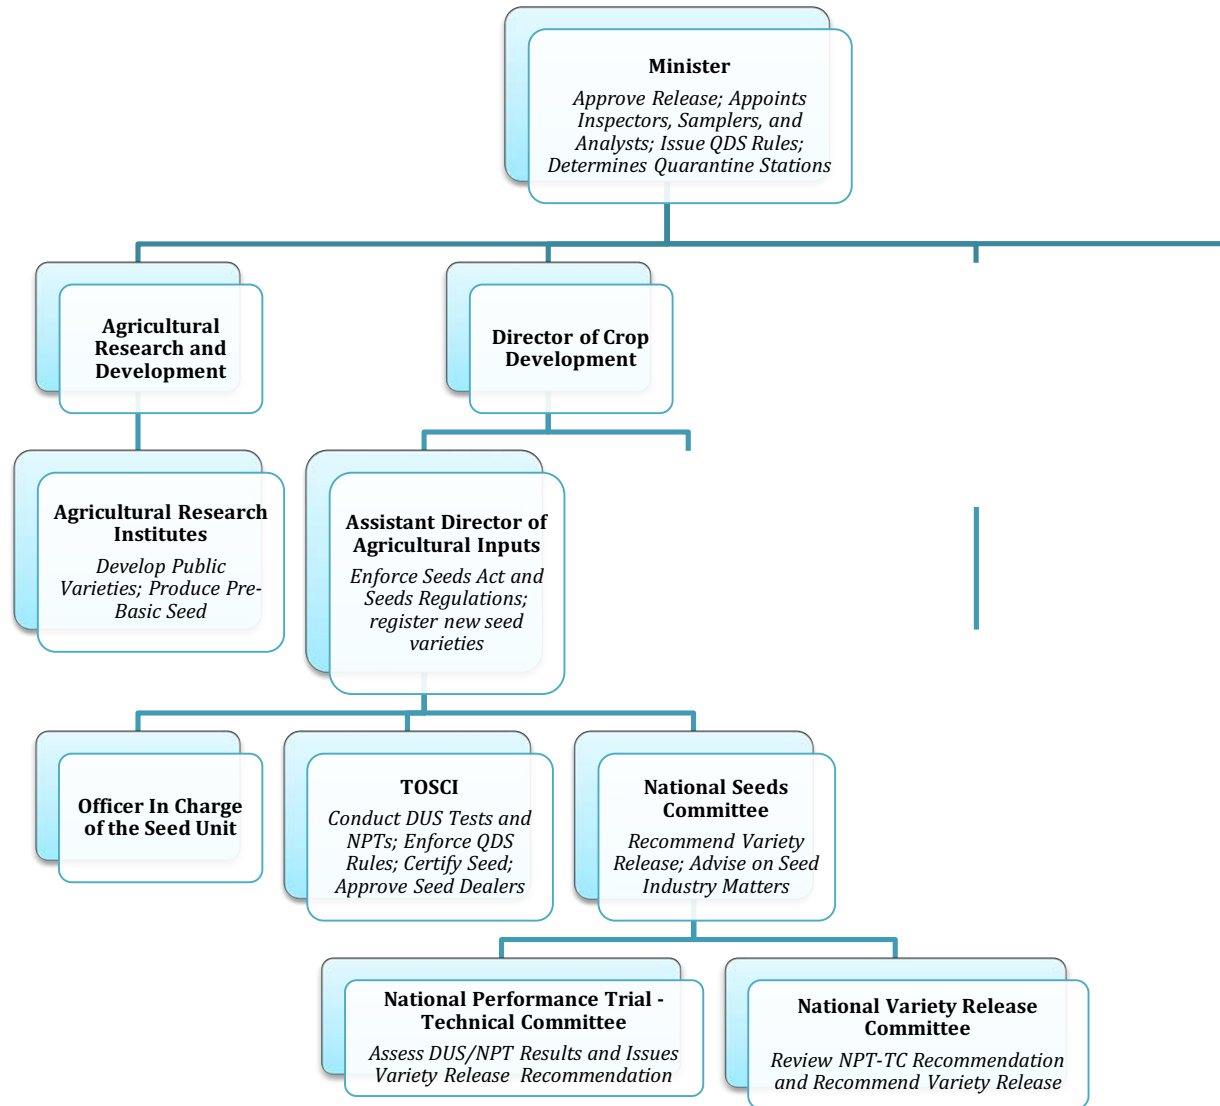 Minister
Approve Release; Appoints
Inspectors, Samplers, and
Analysts; Issue QDS Rules;
Determines Quarantine Stations
Agricultural
Research and
Development
Director of Crop
Development
Agricultural Research
Institutes
Develop Public
Varieties; Produce Pre-
Basic Seed
Assistant Director of
Agricultural Inputs
Enforce Seeds Act and
Seeds Regulations;
register new seed
varieties
Officer In Charge
of the Seed Unit
TOSCI
Conduct DUS Tests and
NPTs; Enforce QDS
Rules; Certify Seed;
Approve Seed Dealers
National Seeds
Committee
Recommend Variety
Release; Advise on Seed
Industry Matters
National Performance Trial -
Technical Committee
Assess DUS/NPT Results and Issues
Variety Release Recommendation
National Variety Release
Committee
Review NPT-TC Recommendation
and Recommend Variety Release